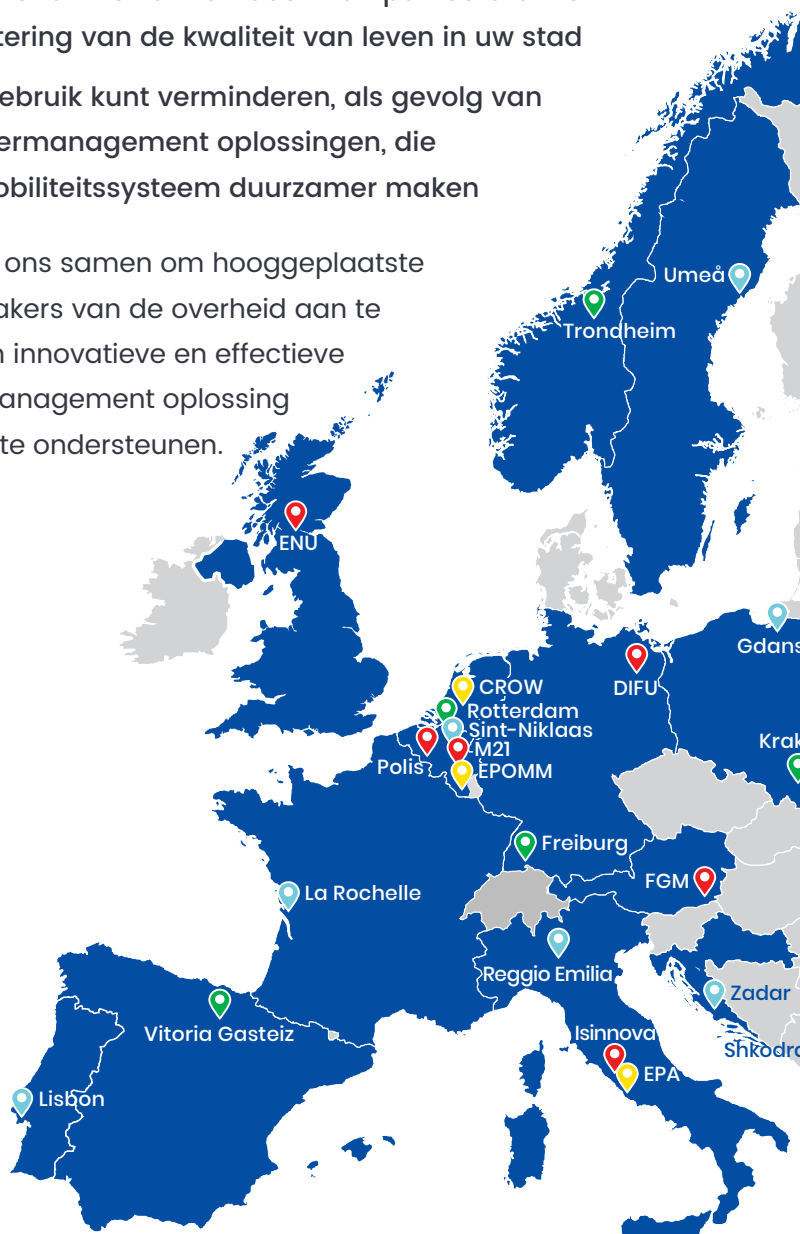 tering van de kwaliteit van leven in uw stad
ebruik kunt verminderen, als gevolg van
ermanagement oplossingen, die
obiliteitssysteem duurzamer maken
ons samen om hooggeplaatste
akers van de overheid aan te
n innovatieve en effectieve
anagement oplossing
te ondersteunen.
Umeå
Trondheim
ENU
Gdans
DIFU
CROW
Rotterdam
Sint-Niklaas
M21
Polis
EPOMM
Krak
Freiburg
FGM
La Rochelle
Reggio Emilia
Zadar
Vitoria Gasteiz
Isinnova
Shkodra
EPA
Lisbon